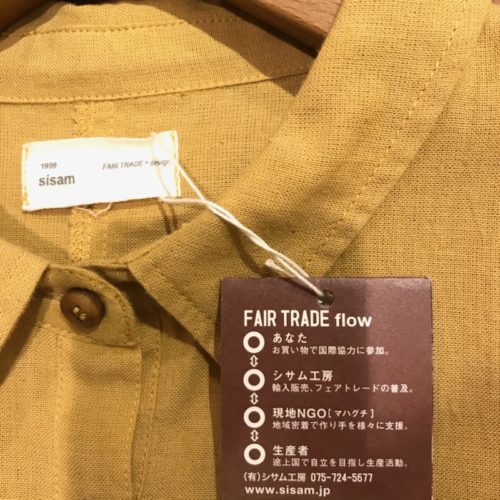 1999
sisam
FAIR TRADE + design
FAIR TRADE flow
あなた
お買い物で国際協力に参加。
シサム工房
輸入販売、フェアトレードの普及。
現地NGO[マハグチ]
地域密着で作り手を様々に支援。
生産者
途上国で自立を目指し生産活動。
(有)シサム工房 075-724-5677
www.sisam.jp